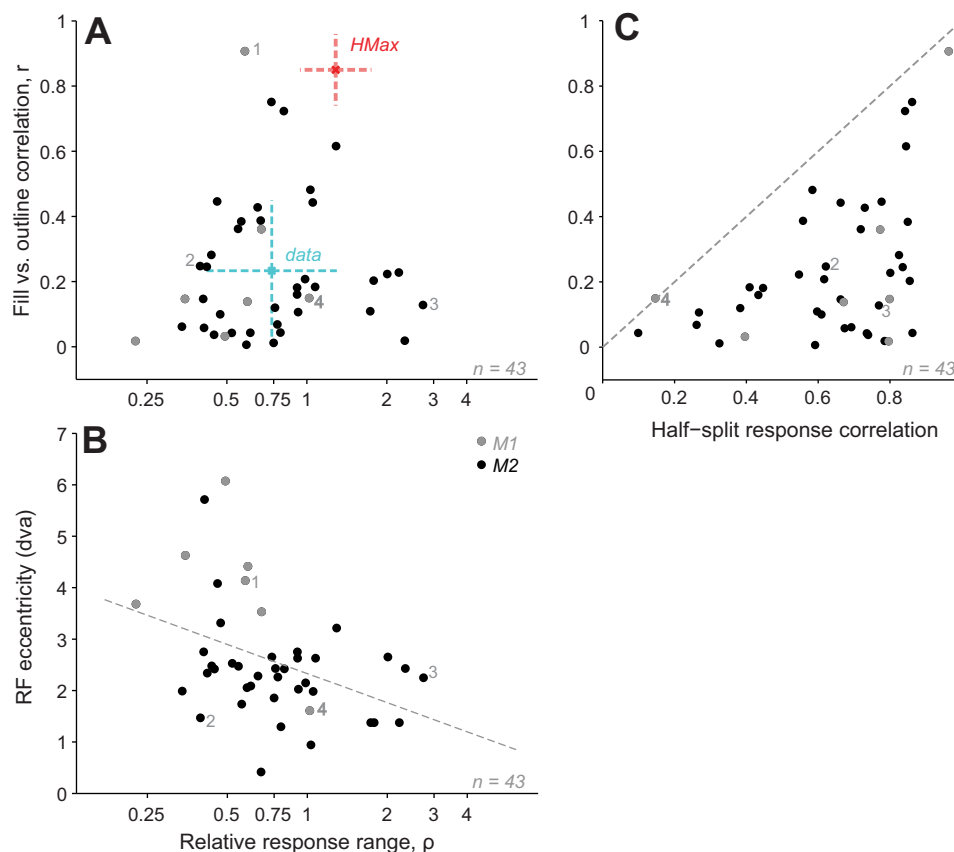 A
Fill vs. outline correlation, r
1
0.8
0.6
0.4
0.2
0
1
HMax
data
2
4
3
n = 43
0.25 0.5 0.75 1 2 3 4
C
1
0.8
0.6
0.4
0.2
0
4
2
3
n = 43
0 0.2 0.4 0.6 0.8 1
Half−split response correlation
B
RF eccentricity (dva)
7
6
5
4
3
2
1
0
M1
M2
1
2
4
3
n = 43
0.25 0.5 0.75 1 2 3 4
Relative response range, ρ